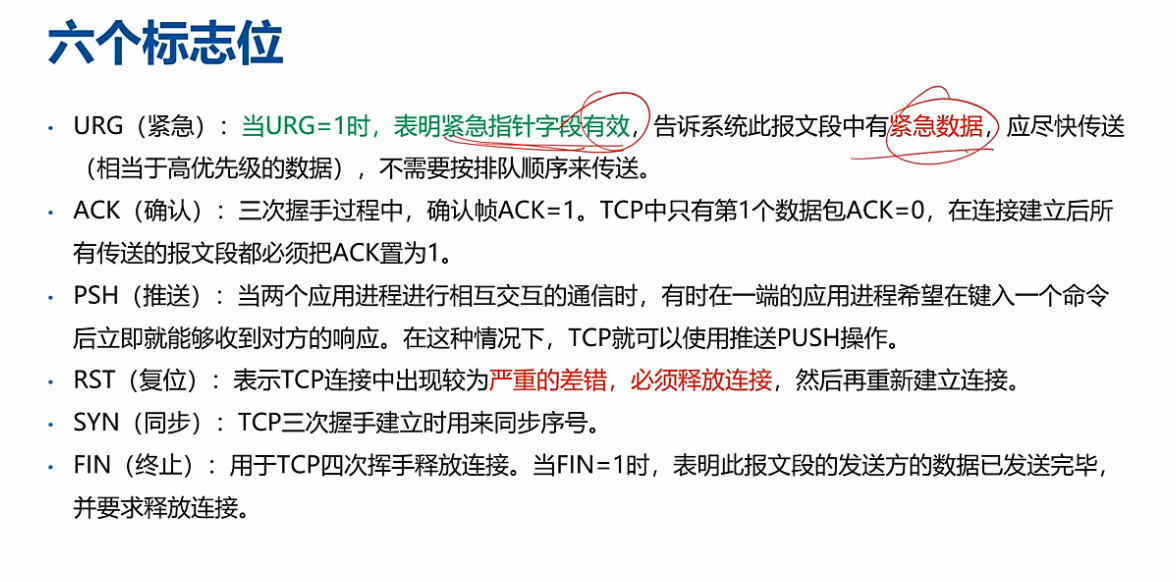 六个标志位
• URG（紧急）：当URG=1时，表明紧急指针字段有效，告诉系统此报文段中有紧急数据，应尽快传送
（相当于高优先级的数据），不需要按排队顺序来传送。
• ACK（确认）：三次握手过程中，确认帧ACK=1。TCP中只有第1个数据包ACK=0，在连接建立后所
有传送的报文段都必须把ACK置为1。
• PSH（推送）：当两个应用进程进行相互交互的通信时，有时在一端的应用进程希望在键入一个命令
后立即就能够收到对方的响应。在这种情况下，TCP就可以使用推送PUSH操作。
• RST（复位）：表示TCP连接中出现较为严重的差错，必须释放连接，然后再重新建立连接。
• SYN（同步）：TCP三次握手建立时用来同步序号。
• FIN（终止）：用于TCP四次挥手释放连接。当FIN=1时，表明此报文段的发送方的数据已发送完毕，
并要求释放连接。